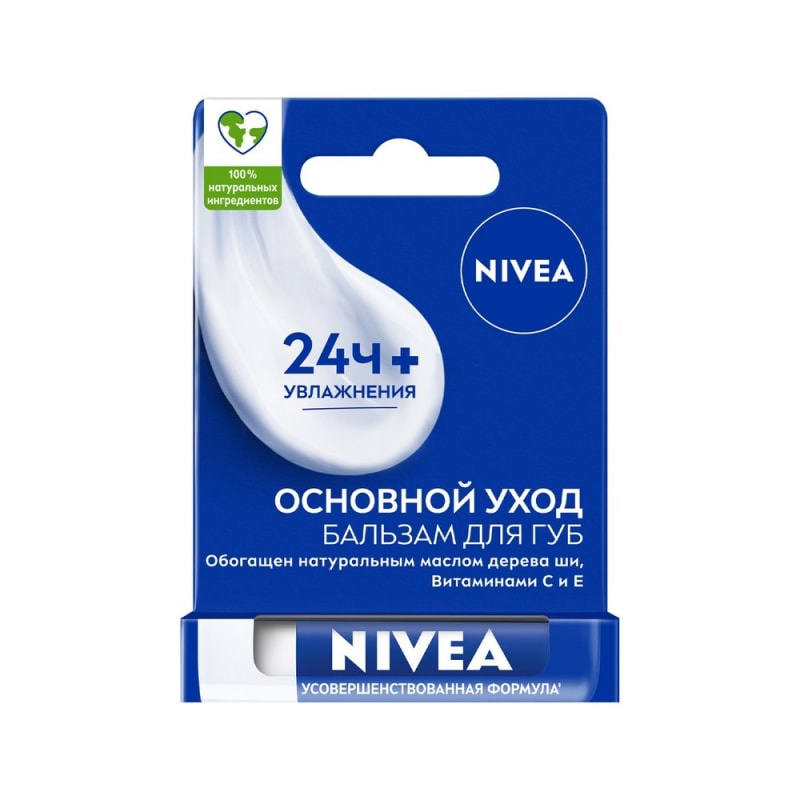 100%
натуральных
ингредиентов
NIVEA
24ч+
УВЛАЖНЕНИЯ
ОСНОВНОЙ УХОД
БАЛЬЗАМ ДЛЯ ГУБ
Обогащен натуральным маслом дерева ши,
Витаминами С и Е
NIVEA
УСОВЕРШЕНСТВОВАННАЯ ФОРМУЛА¹